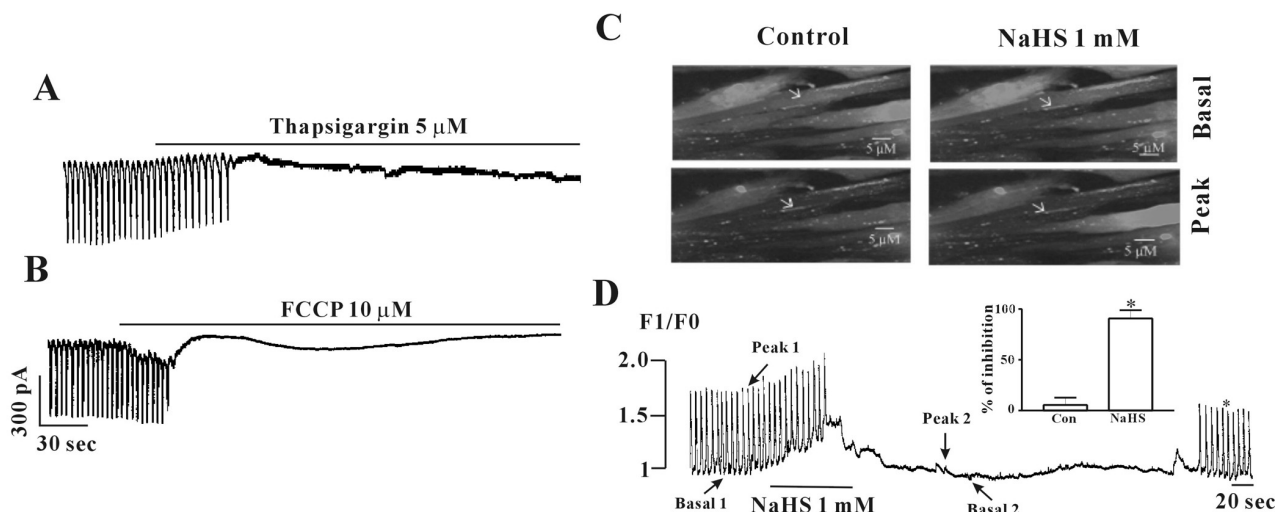 A
Thapsigargin 5 μM
B
FCCP 10 μM
300 pA
30 sec
C
Control
NaHS 1 mM
5 μM
5 μM
Basal
5 μM
5 μM
Peak
D
F1/F0
2.0
1.5
1
Peak 1
Basal 1
NaHS 1 mM
Peak 2
Basal 2
% of inhibition
100
50
0
*
Con
NaHS
*
20 sec